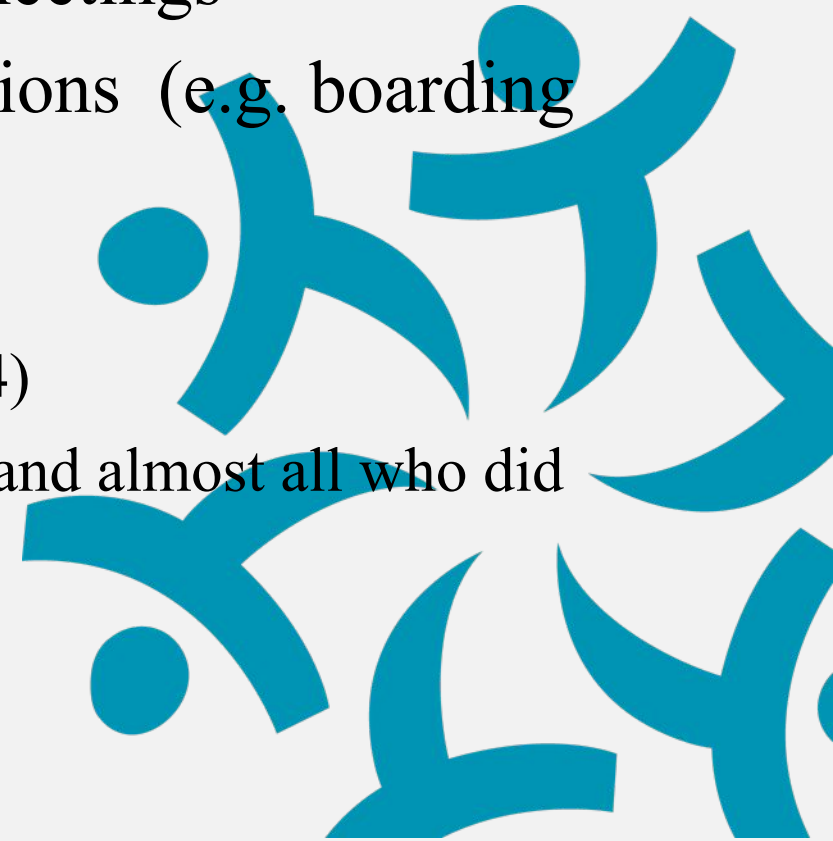 ions (e.g. boarding
4)
and almost all who did